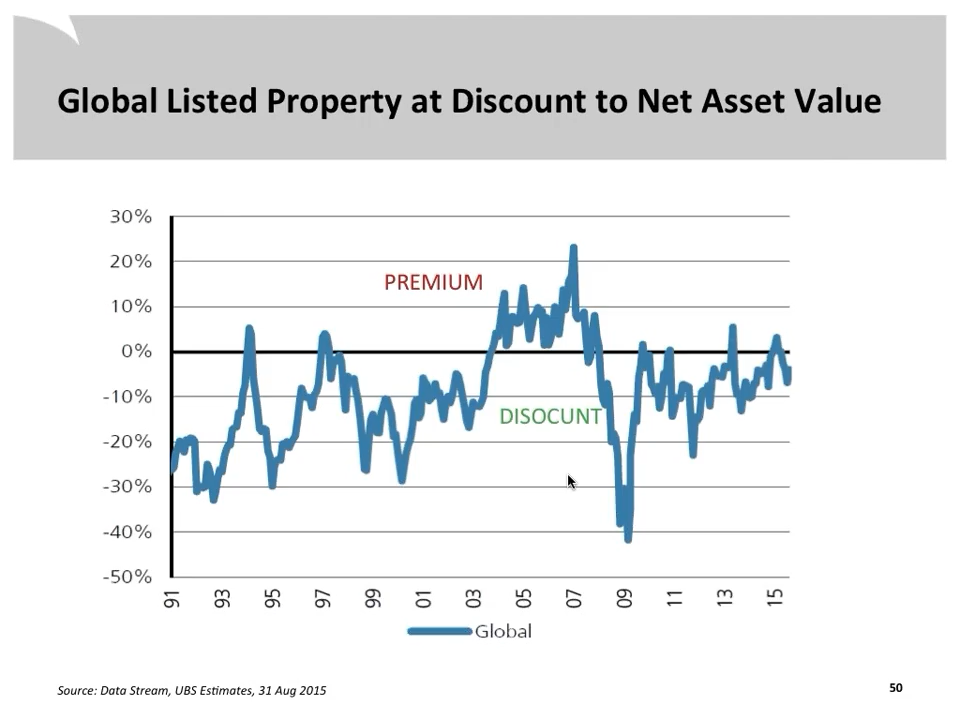 Global Listed Property at Discount to Net Asset Value
30%
20%
10%
0%
-10%
-20%
-30%
-40%
-50%
PREMIUM
DISOCUNT
91 93 95 97 99 01 03 05 07 09 11 13 15
Global
Source: Data Stream, UBS Estimates, 31 Aug 2015
50